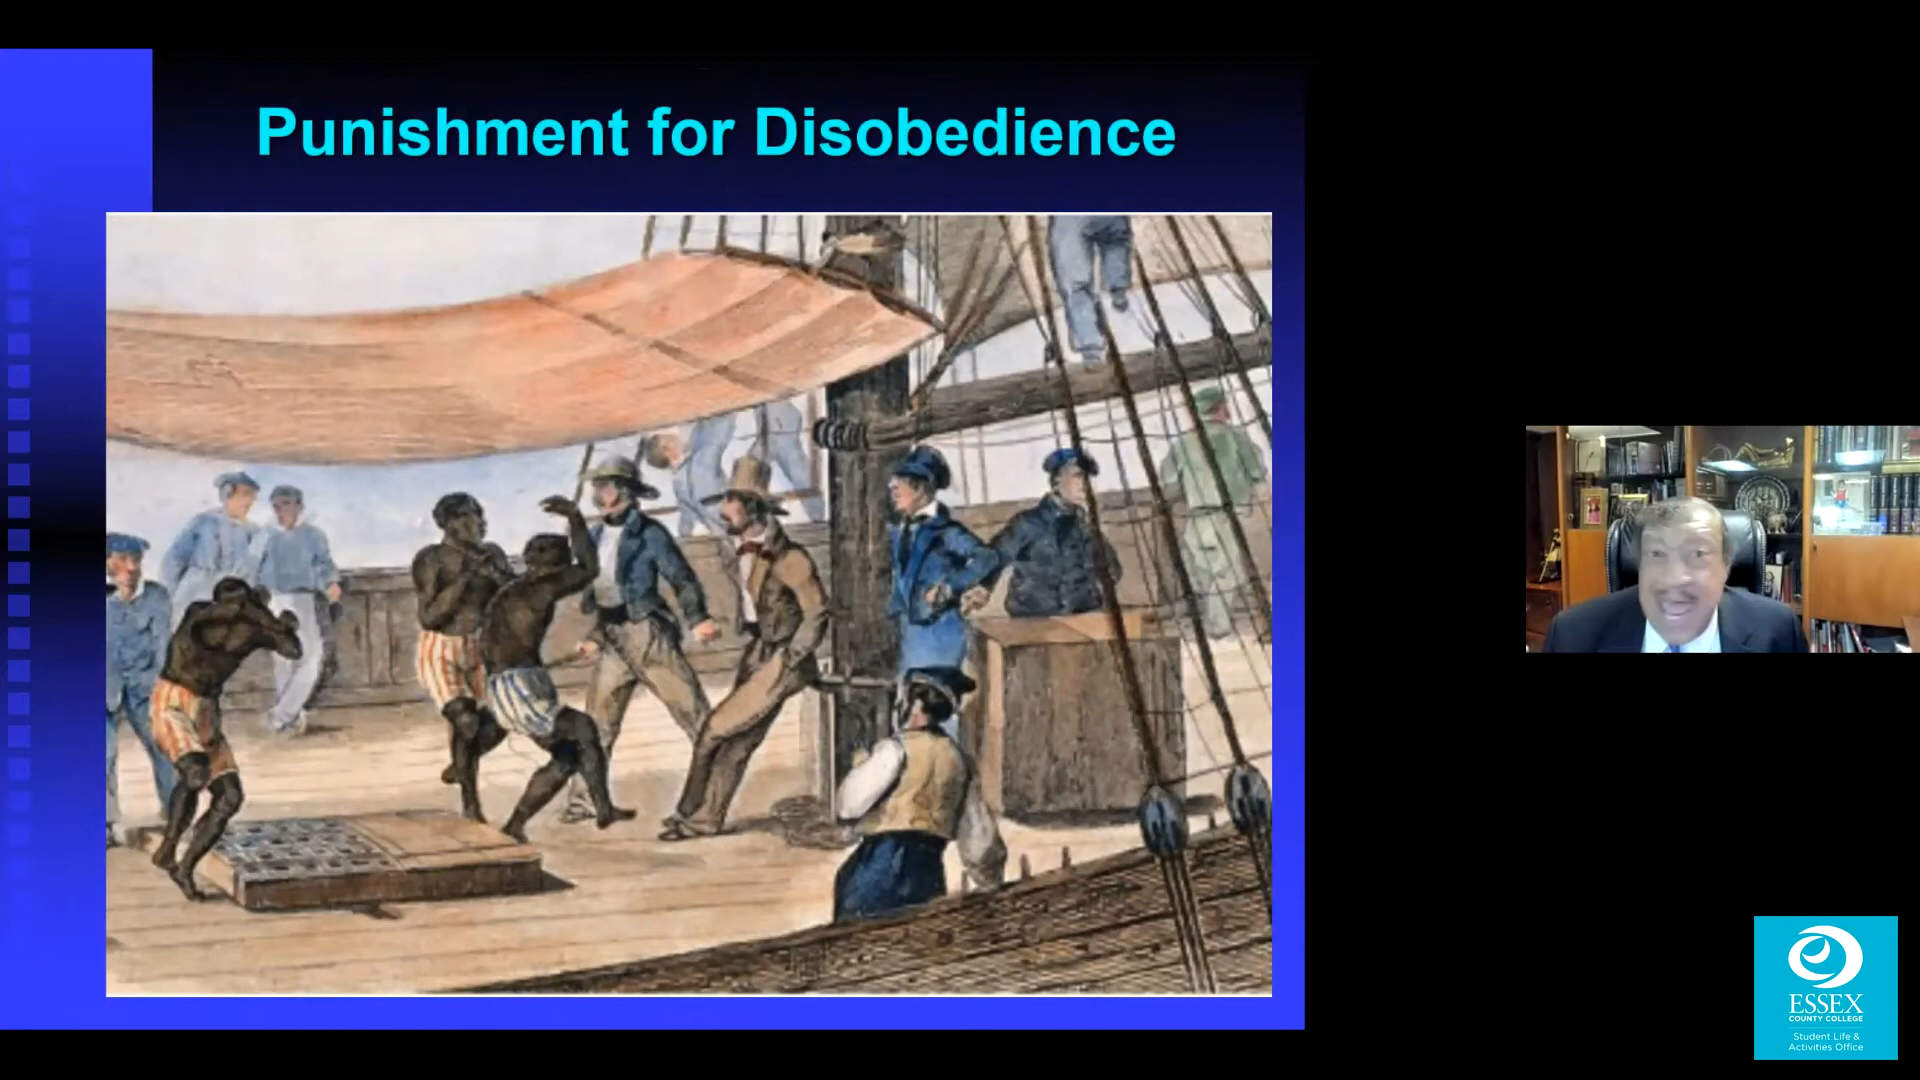 Punishment for Disobedience
ESSEX
COUNTY COLLEGE
Student Life &
Activities Office